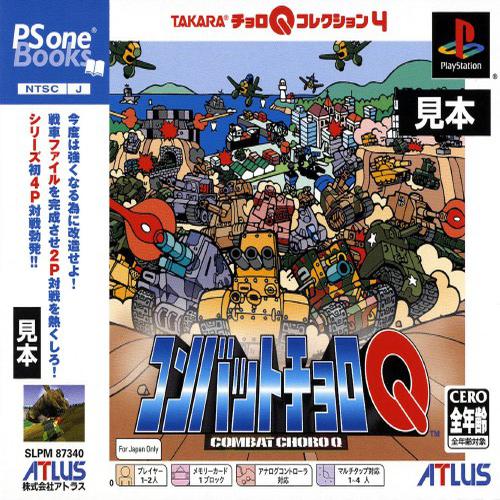 PS one
Books
NTSC J
今度は強くなる為に改造せよ！
戦車ファイルを完成させ2P対戦を熱くしろ！
シリーズ初4P対戦勃発！！
見本
SLPM 87340
ATLUS
株式会社アトラス
TAKARA® チョロQコレクション4
PlayStation
®
見本
コンバットチョロQ
TM
COMBAT CHORO Q
For Japan Only
CERO
全年齢
全年齢対象
プレイヤー
1~2人
メモリーカード
1ブロック
アナログコントローラ
対応
マルチタップ対応
1~4 人
ATLUS